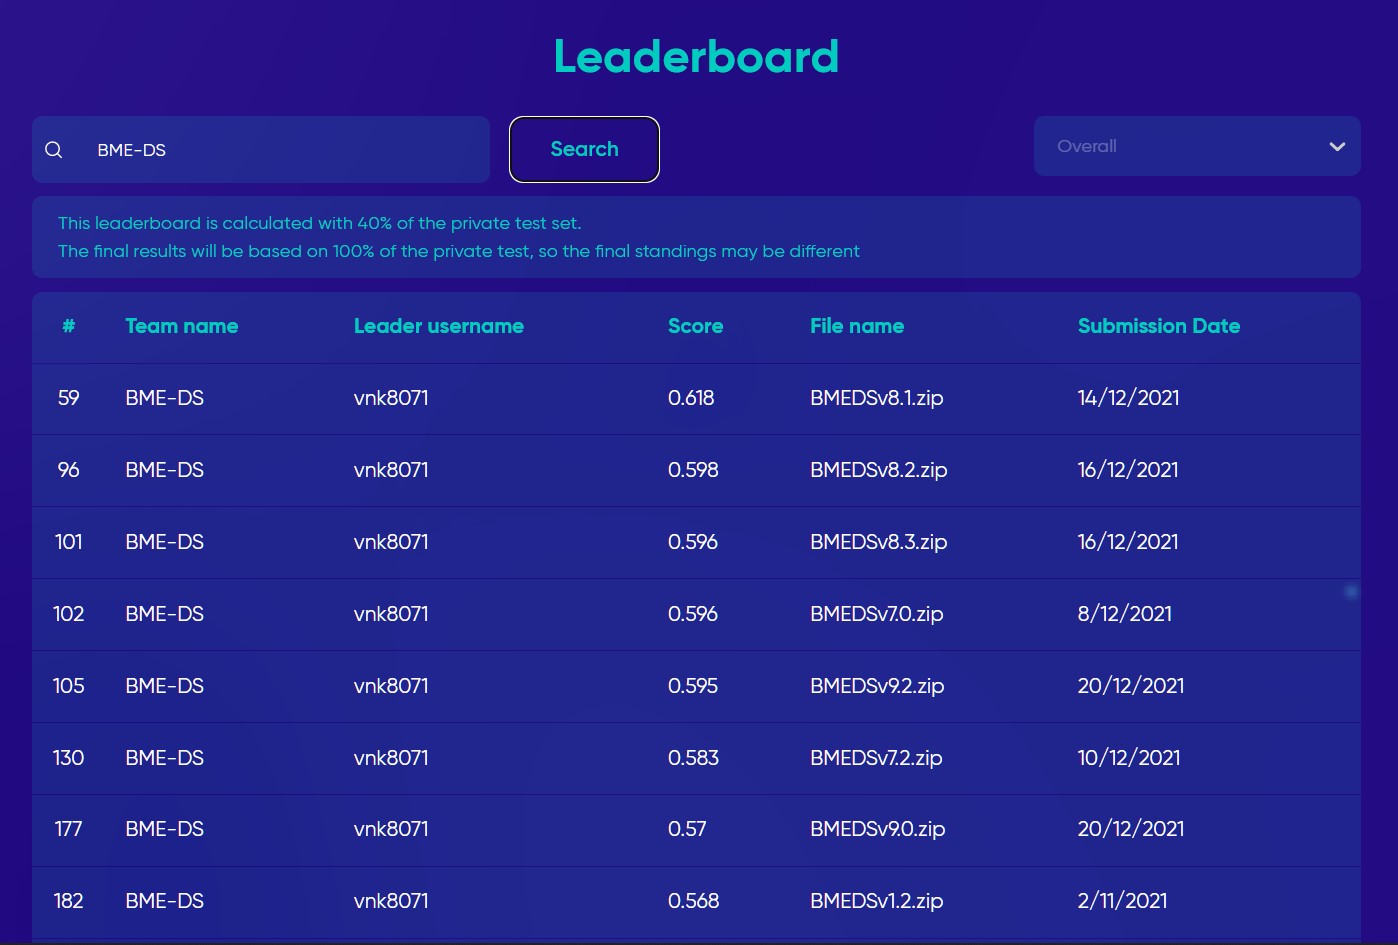 Leaderboard
BME-DS
Search
Overall
This leaderboard is calculated with 40% of the private test set.
The final results will be based on 100% of the private test, so the final standings may be different
# Team name Leader username Score File name Submission Date
59 BME-DS vnk8071 0.618 BMEDSv8.1.zip 14/12/2021
96 BME-DS vnk8071 0.598 BMEDSv8.2.zip 16/12/2021
101 BME-DS vnk8071 0.596 BMEDSv8.3.zip 16/12/2021
102 BME-DS vnk8071 0.596 BMEDSv7.0.zip 8/12/2021
105 BME-DS vnk8071 0.595 BMEDSv9.2.zip 20/12/2021
130 BME-DS vnk8071 0.583 BMEDSv7.2.zip 10/12/2021
177 BME-DS vnk8071 0.57 BMEDSv9.0.zip 20/12/2021
182 BME-DS vnk8071 0.568 BMEDSv1.2.zip 2/11/2021